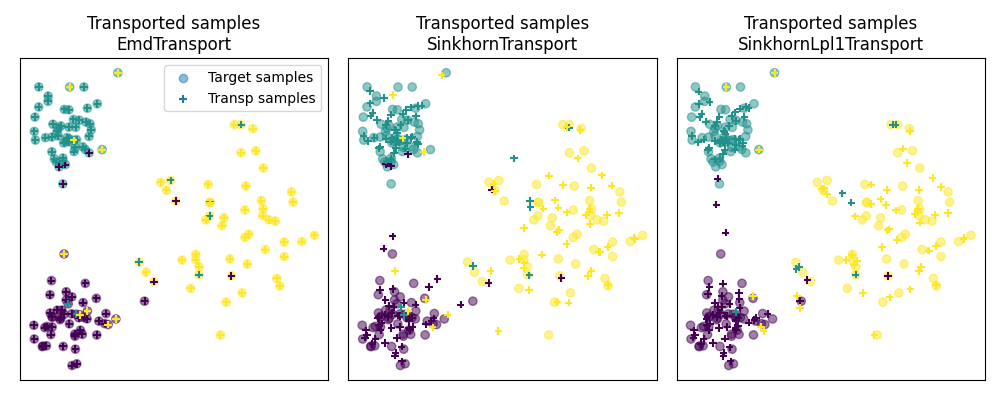 Transported samples
EmdTransport
Target samples
Transp samples
Transported samples
SinkhornTransport
Transported samples
SinkhornLpl1Transport